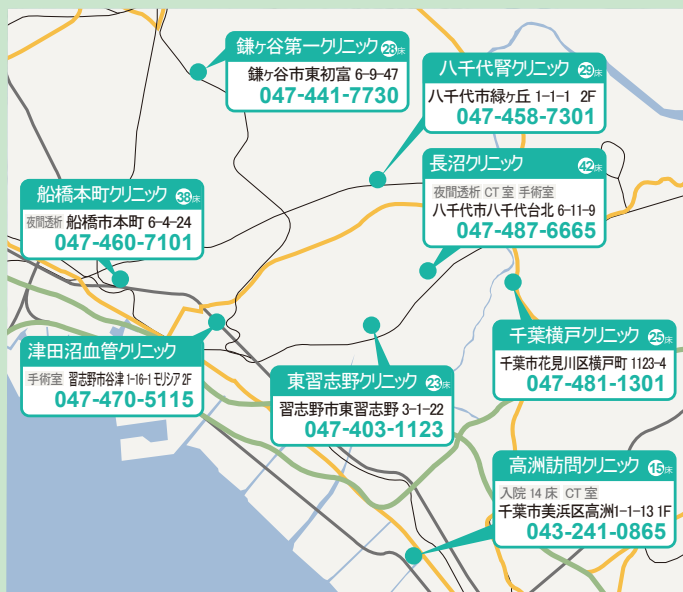 鎌ヶ谷第一クリニック 28床
鎌ヶ谷市東初富 6-9-47
047-441-7730
八千代腎クリニック 29床
八千代市緑ヶ丘 1-1-1 2F
047-458-7301
長沼クリニック 42床
夜間透析 CT室 手術室
八千代市八千代台北 6-11-9
047-487-6665
船橋本町クリニック 38床
夜間透析 船橋市本町 6-4-24
047-460-7101
津田沼血管クリニック
手術室 習志野市谷津 1-16-1 モリシア 2F
047-470-5115
東習志野クリニック 23床
習志野市東習志野 3-1-22
047-403-1123
千葉横戸クリニック 25床
千葉市花見川区横戸町 1123-4
047-481-1301
高洲訪問クリニック 15床
入院 14床 CT室
千葉市美浜区高洲1-1-13 1F
043-241-0865